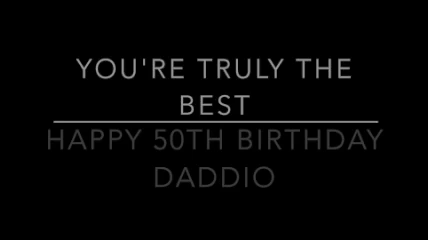 YOU'RE TRULY THE
BEST
HAPPY 50TH BIRTHDAY
DADDIO